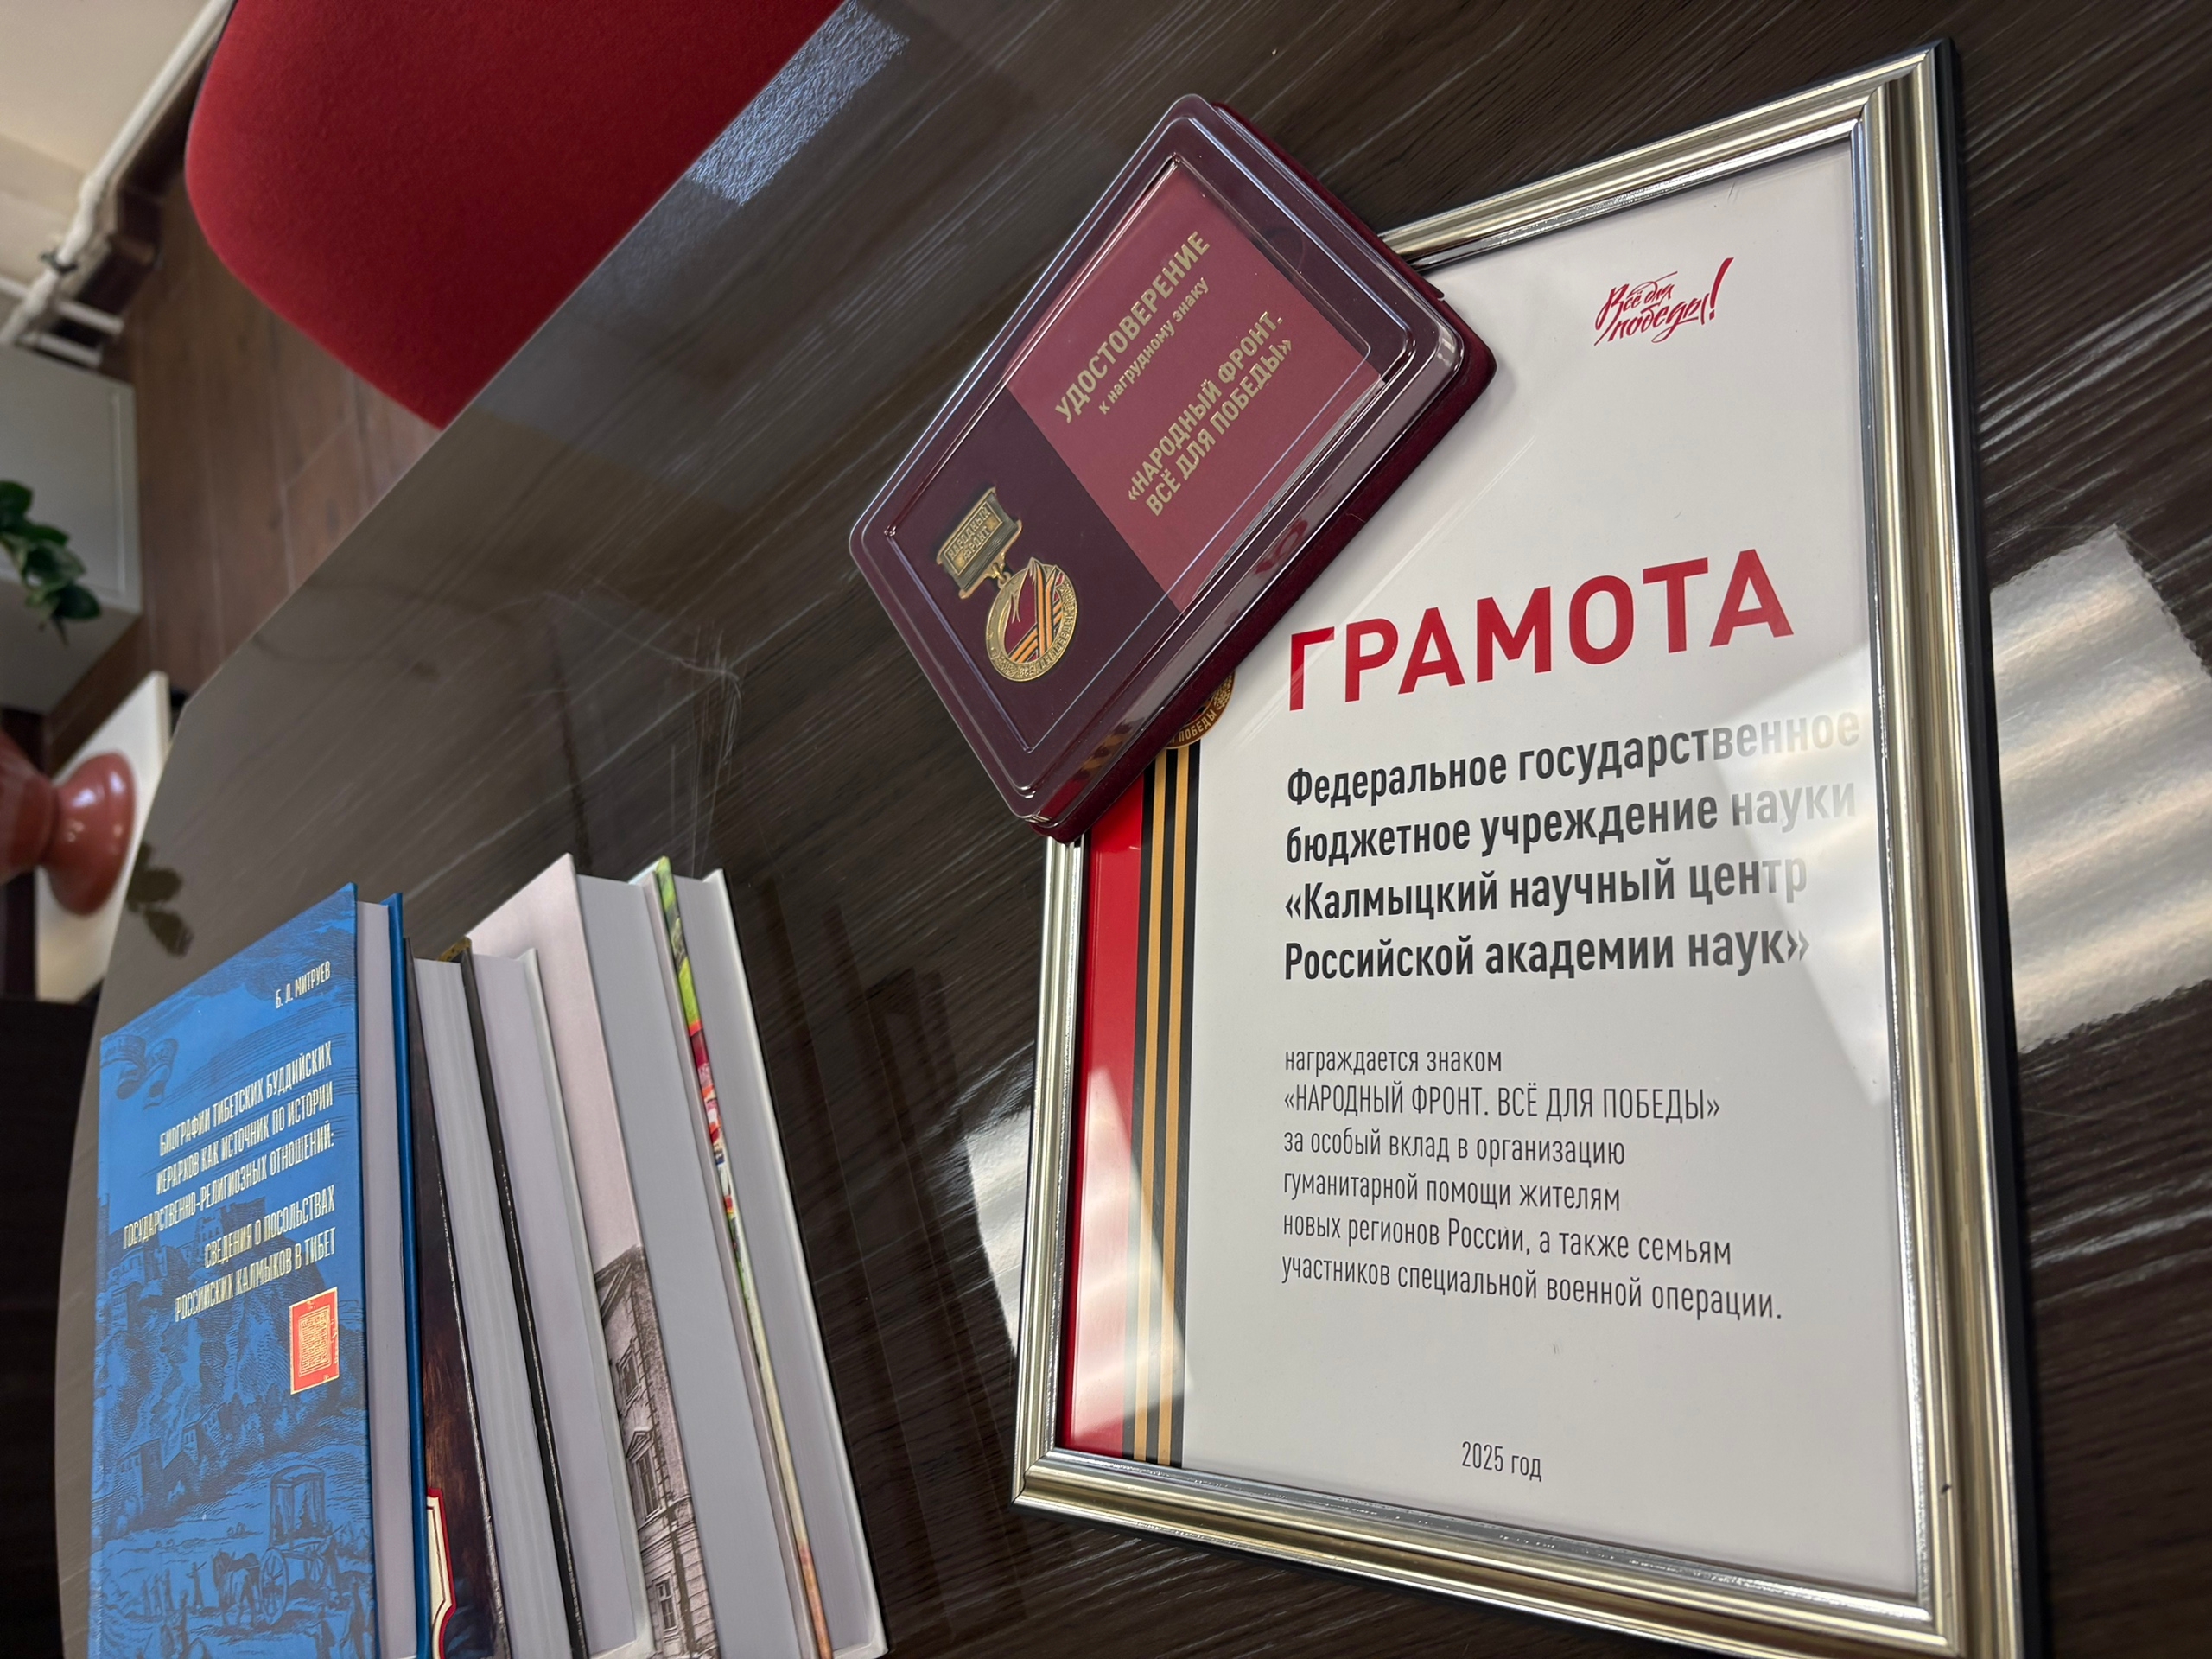 Всё для
победы!
ГРАМОТА
Федеральное государственное
бюджетное учреждение науки
«Калмыцкий научный центр
Российской академии наук»
награждается знаком
«НАРОДНЫЙ ФРОНТ. ВСЁ ДЛЯ ПОБЕДЫ»
за особый вклад в организацию
гуманитарной помощи жителям
новых регионов России, а также семьям
участников специальной военной операции.
2025 год
ПОБЕДЫ
УДОСТОВЕРЕНИЕ
к нагрудному знаку
«НАРОДНЫЙ ФРОНТ.
ВСЁ ДЛЯ ПОБЕДЫ»
НАРОДНЫЙ
ФРОНТ
Б. Л. МИТРУЕВ
БИОГРАФИИ ТИБЕТСКИХ БУДДИЙСКИХ
ИЕРАРХОВ КАК ИСТОЧНИК ПО ИСТОРИИ
ГОСУДАРСТВЕННО-РЕЛИГИОЗНЫХ ОТНОШЕНИЙ:
СВЕДЕНИЯ О ПОСОЛЬСТВАХ
РОССИЙСКИХ КАЛМЫКОВ В ТИБЕТ